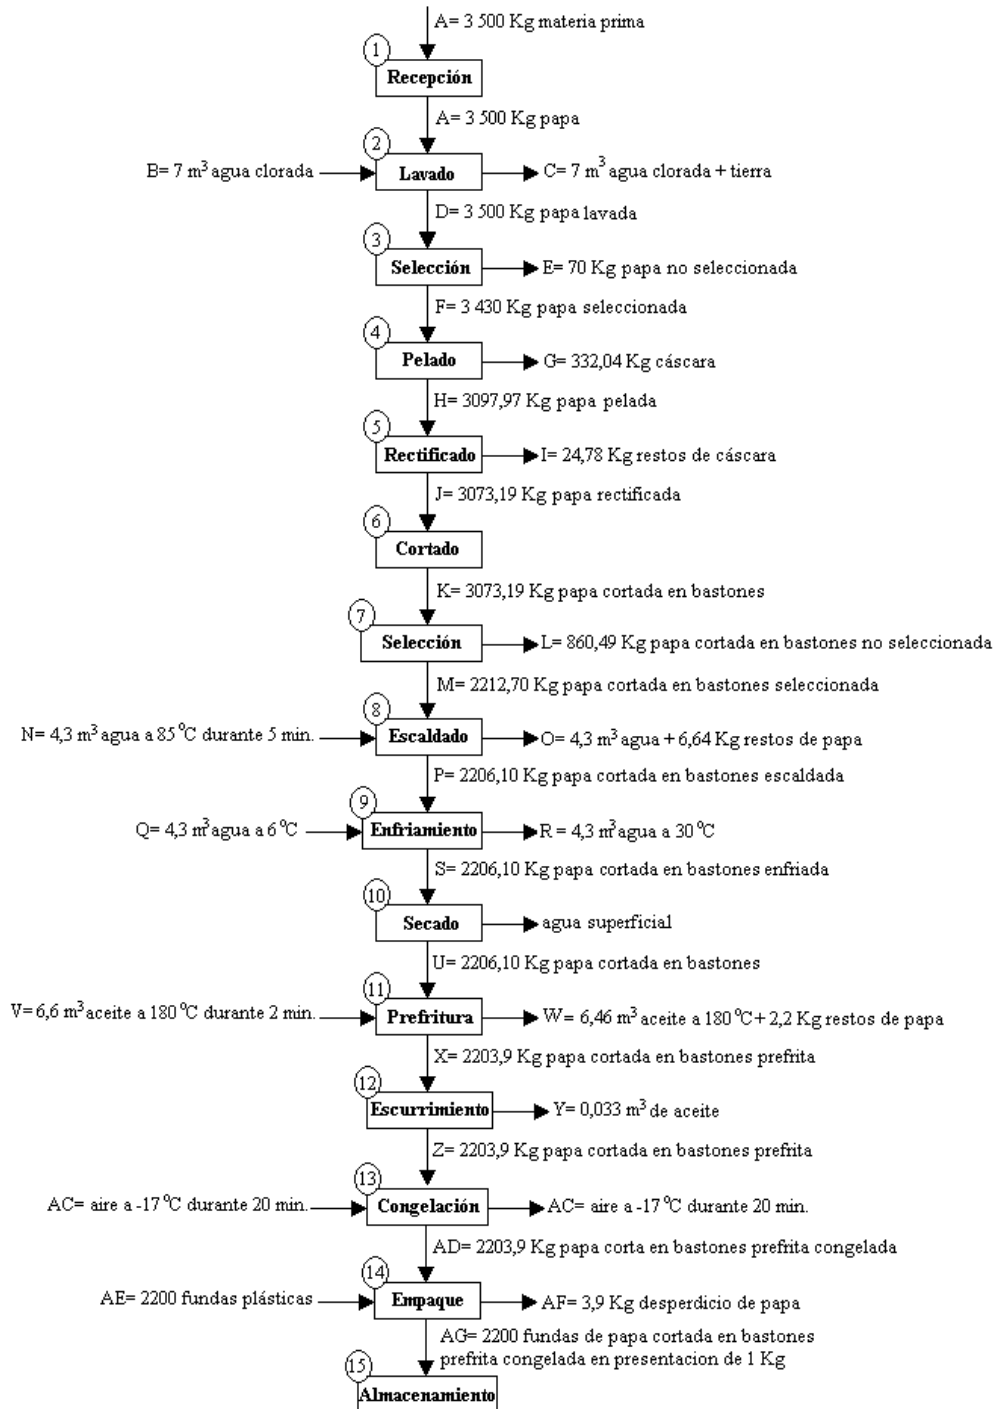 A= 3 500 Kg materia prima
1
Recepción
A= 3 500 Kg papa
2
B= 7 m³ agua clorada
Lavado
C= 7 m³ agua clorada + tierra
D= 3 500 Kg papa lavada
3
Selección
E= 70 Kg papa no seleccionada
F= 3 430 Kg papa seleccionada
4
Pelado
G= 332,04 Kg cáscara
H= 3097,97 Kg papa pelada
5
Rectificado
I= 24,78 Kg restos de cáscara
J= 3073,19 Kg papa rectificada
6
Cortado
K= 3073,19 Kg papa cortada en bastones
7
Selección
L= 860,49 Kg papa cortada en bastones no seleccionada
M= 2212,70 Kg papa cortada en bastones seleccionada
8
N= 4,3 m³ agua a 85 ºC durante 5 min.
Escaldado
O= 4,3 m³ agua + 6,64 Kg restos de papa
P= 2206,10 Kg papa cortada en bastones escaldada
9
Q= 4,3 m³ agua a 6 ºC
Enfriamiento
R = 4,3 m³ agua a 30 ºC
S= 2206,10 Kg papa cortada en bastones enfriada
10
Secado
agua superficial
U= 2206,10 Kg papa cortada en bastones
11
V= 6,6 m³ aceite a 180 ºC durante 2 min.
Prefritura
W= 6,46 m³ aceite a 180 ºC + 2,2 Kg restos de papa
X= 2203,9 Kg papa cortada en bastones prefrita
12
Escurrimiento
Y= 0,033 m³ de aceite
Z= 2203,9 Kg papa cortada en bastones prefrita
13
AC= aire a -17 ºC durante 20 min.
Congelación
AC= aire a -17 ºC durante 20 min.
AD= 2203,9 Kg papa corta en bastones prefrita congelada
14
AE= 2200 fundas plásticas
Empaque
AF= 3,9 Kg desperdicio de papa
AG= 2200 fundas de papa cortada en bastones
prefrita congelada en presentacion de 1 Kg
15
Almacenamiento